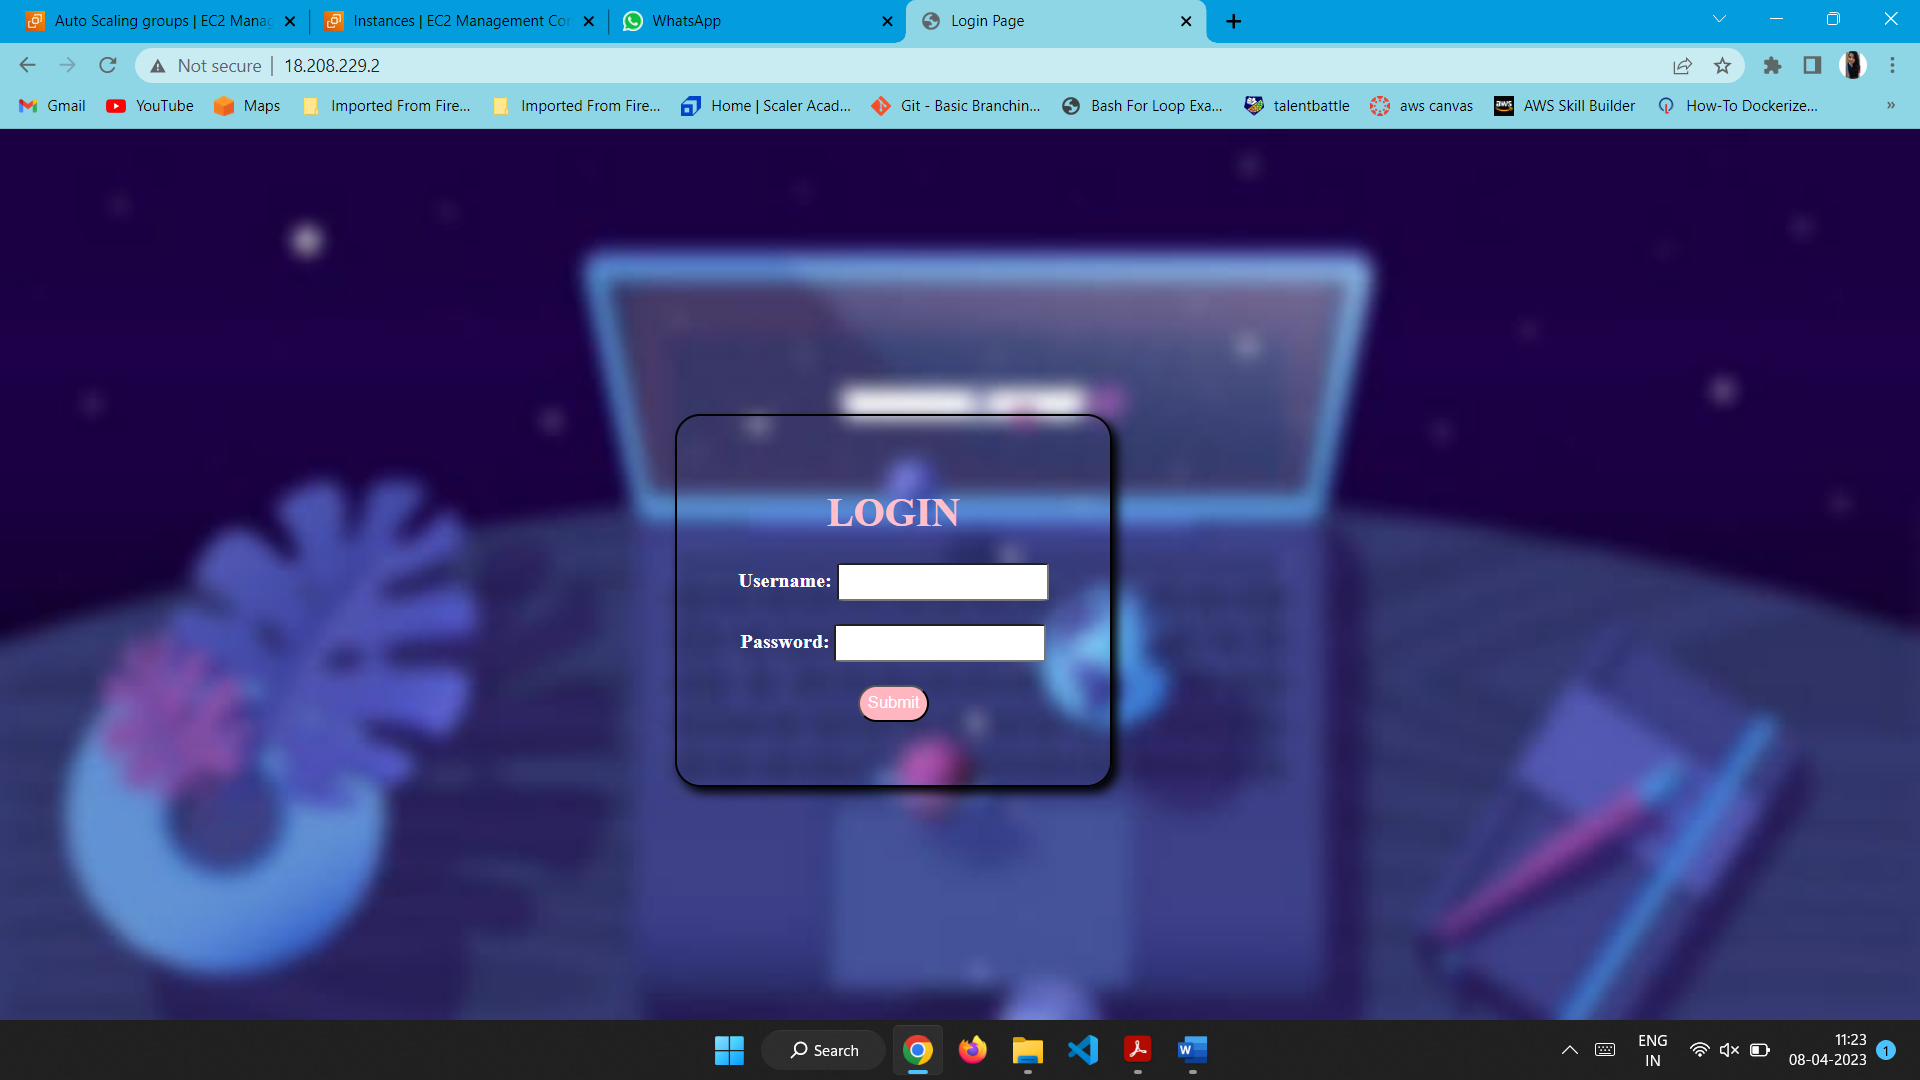 Auto Scaling groups | EC2 Manag
Instances | EC2 Management Con
WhatsApp
Login Page
Not secure
18.208.229.2
Gmail
YouTube
Maps
Imported From Fire...
Imported From Fire...
Home | Scaler Acad...
Git - Basic Branchin...
Bash For Loop Exa...
talentbattle
aws canvas
aws
AWS Skill Builder
How-To Dockerize...
»
LOGIN
Username:
Password:
Submit
Search
W
ENG
IN
11:23
08-04-2023
1